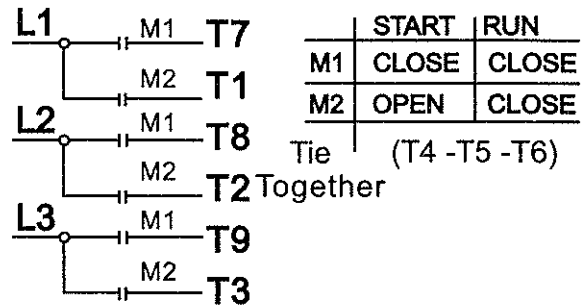 L1 M1 T7
M2 T1
L2 M1 T8
M2 T2
L3 M1 T9
M2 T3
START RUN
M1 CLOSE CLOSE
M2 OPEN CLOSE
Tie (T4 -T5 -T6)
Together